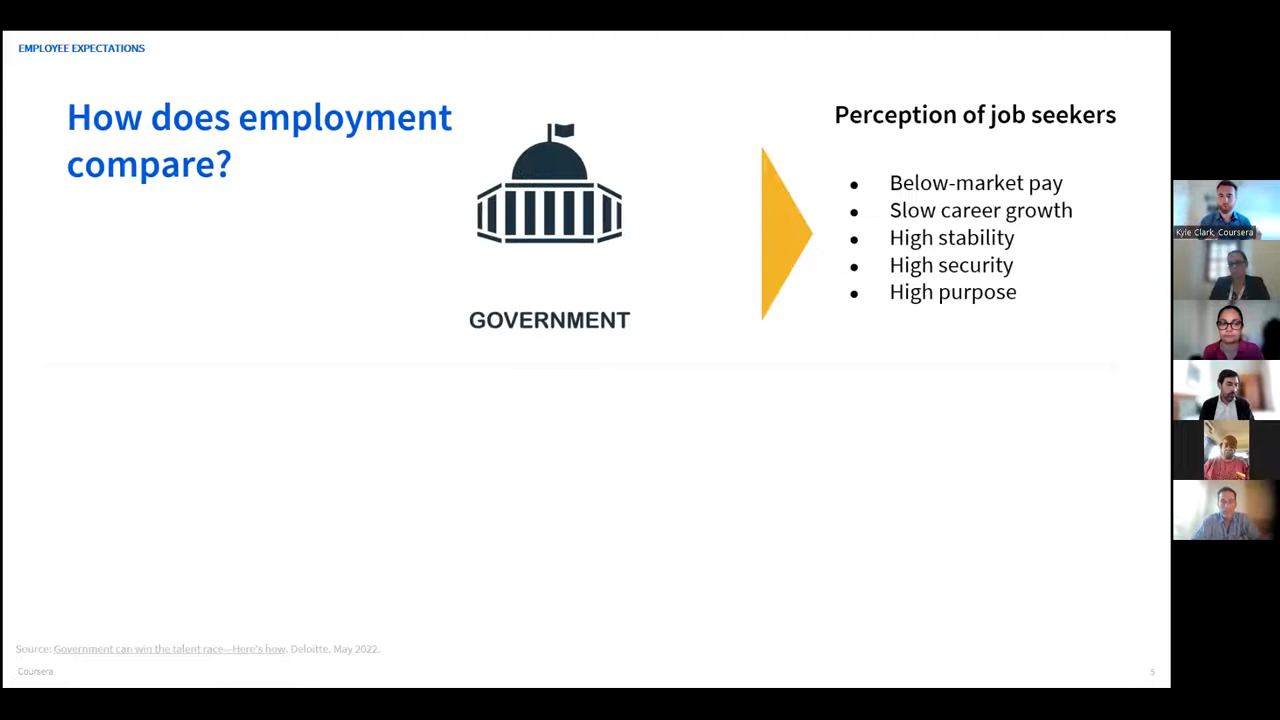 EMPLOYEE EXPECTATIONS
How does employment
compare?
GOVERNMENT
Perception of job seekers
● Below-market pay
● Slow career growth
● High stability
● High security
● High purpose
Kyle Clark, Coursera
Source: Government can win the talent race—Here's how. Deloitte. May 2022.
Coursera
5